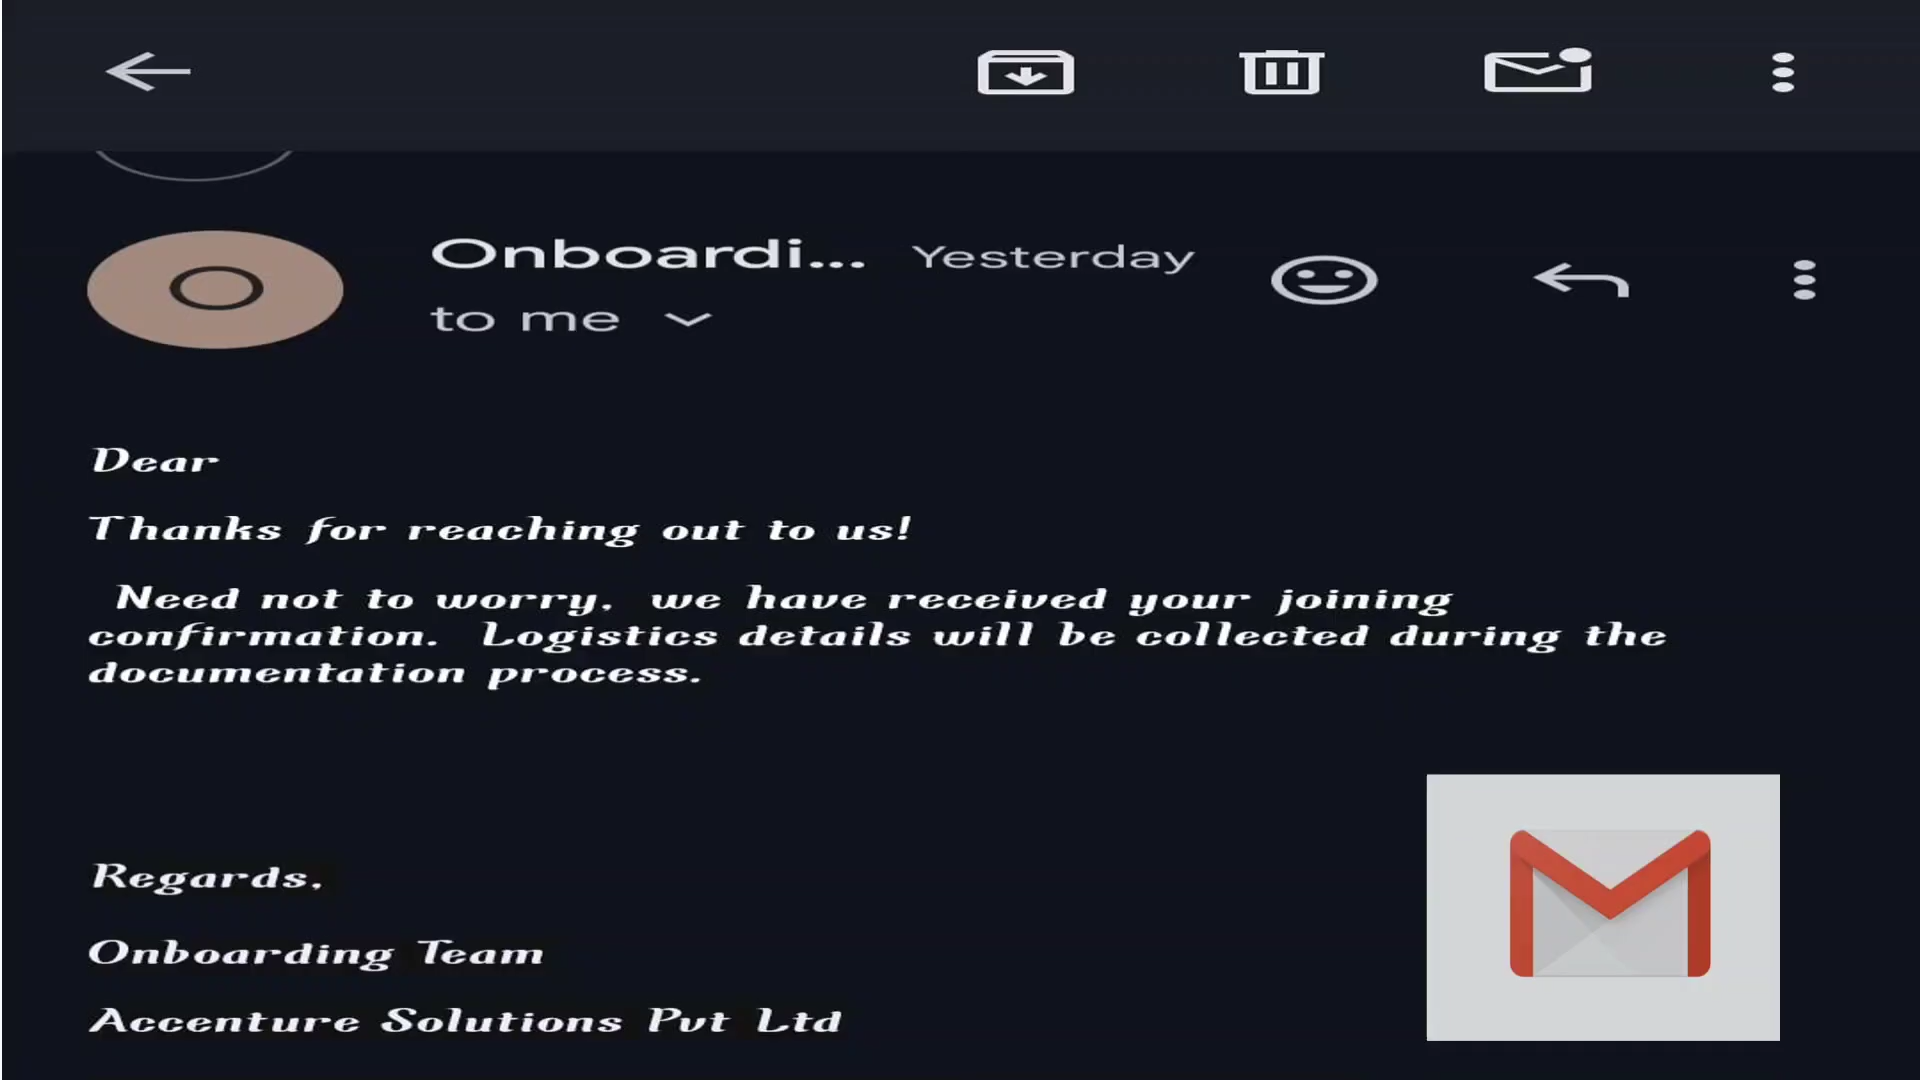 Onboardi... Yesterday
to me
Dear
Thanks for reaching out to us!
Need not to worry, we have received your joining
confirmation. Logistics details will be collected during the
documentation process.
Regards,
Onboarding Team
Accenture Solutions Pvt Ltd